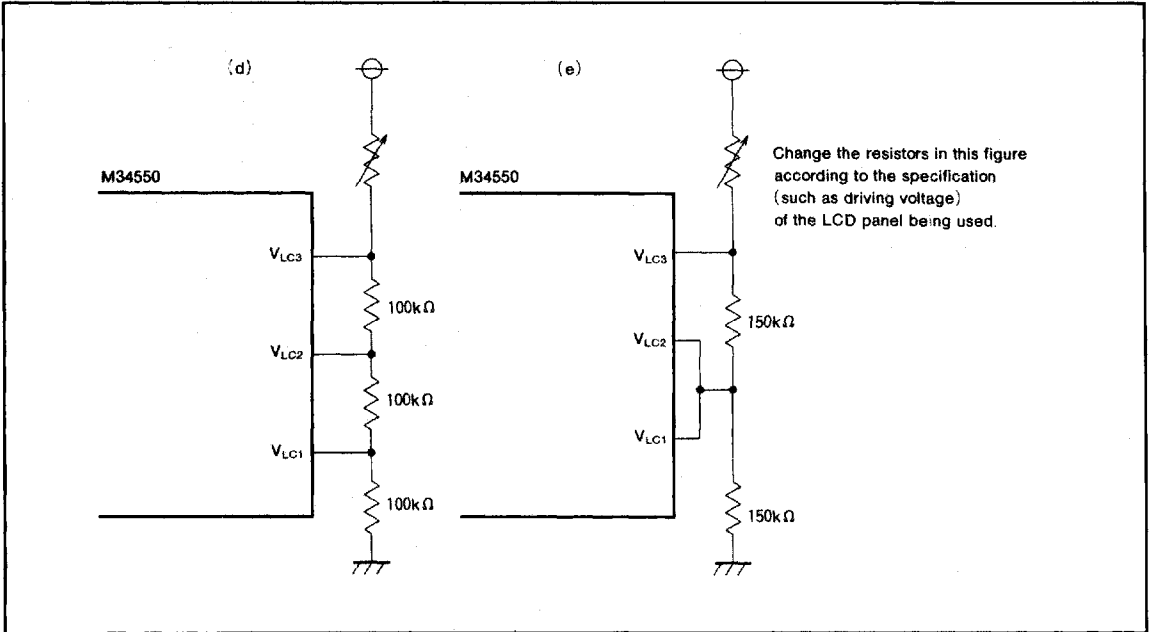 (d)
M34550
VLC3
100kΩ
VLC2
100kΩ
VLC1
100kΩ
(e)
M34550
VLC3
150kΩ
VLC2
VLC1
150kΩ
Change the resistors in this figure
according to the specification
(such as driving voltage)
of the LCD panel being used.